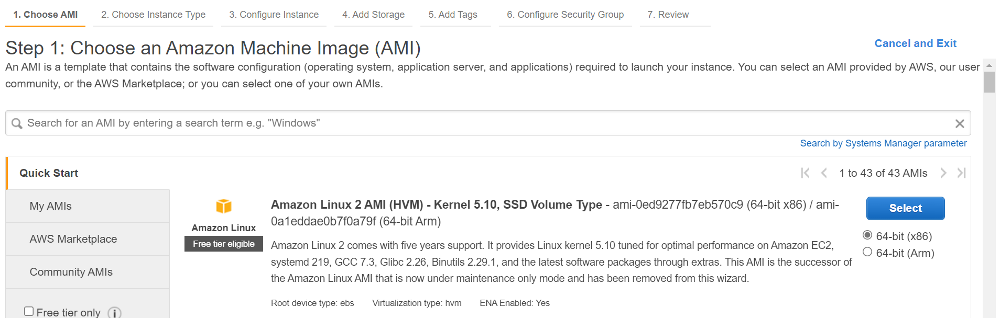 1. Choose AMI 2. Choose Instance Type 3. Configure Instance 4. Add Storage 5. Add Tags 6. Configure Security Group 7. Review
Step 1: Choose an Amazon Machine Image (AMI)
Cancel and Exit
An AMI is a template that contains the software configuration (operating system, application server, and applications) required to launch your instance. You can select an AMI provided by AWS, our user
community, or the AWS Marketplace; or you can select one of your own AMIs.
Search for an AMI by entering a search term e.g. "Windows"
Search by Systems Manager parameter
Quick Start
1 to 43 of 43 AMIs
My AMIs
AWS Marketplace
Community AMIs
Free tier only
Amazon Linux
Free tier eligible
Amazon Linux 2 AMI (HVM) - Kernel 5.10, SSD Volume Type - ami-0ed9277fb7eb570c9 (64-bit x86) / ami-
0a1eddae0b7f0a79f (64-bit Arm)
Amazon Linux 2 comes with five years support. It provides Linux kernel 5.10 tuned for optimal performance on Amazon EC2,
systemd 219, GCC 7.3, Glibc 2.26, Binutils 2.29.1, and the latest software packages through extras. This AMI is the successor of
the Amazon Linux AMI that is now under maintenance only mode and has been removed from this wizard.
Root device type: ebs Virtualization type: hvm ENA Enabled: Yes
Select
64-bit (x86)
64-bit (Arm)